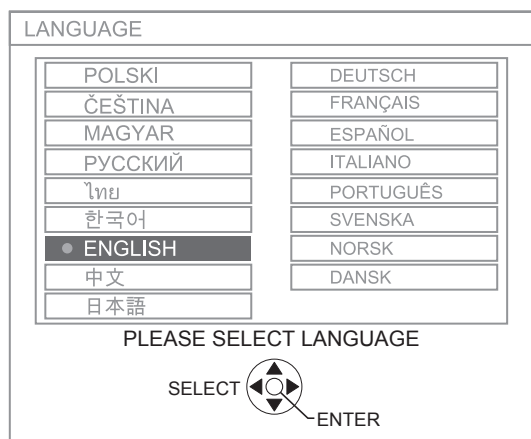 LANGUAGE
POLSKI
ČEŠTINA
MAGYAR
РУССКИЙ
ไทย
한국어
ENGLISH
中文
日本語
DEUTSCH
FRANÇAIS
ESPAÑOL
ITALIANO
PORTUGUÊS
SVENSKA
NORSK
DANSK
PLEASE SELECT LANGUAGE
SELECT
ENTER